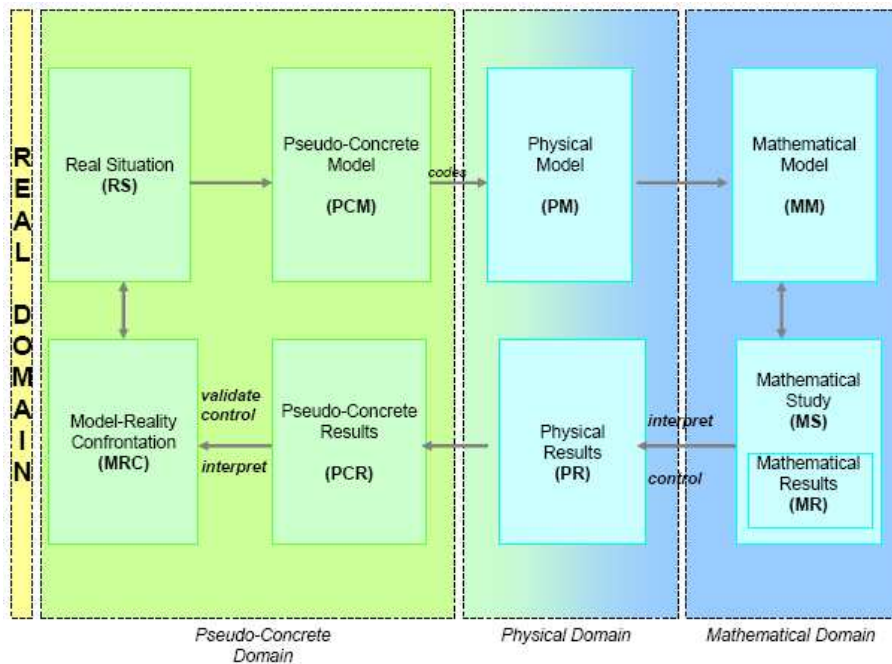 REAL DOMAIN
Real Situation
(RS)
Pseudo-Concrete
Model
(PCM)
codes
Physical
Model
(PM)
Mathematical
Model
(MM)
Model-Reality
Confrontation
(MRC)
validate
control
interpret
Pseudo-Concrete
Results
(PCR)
Physical
Results
(PR)
interpret
control
Mathematical
Study
(MS)
Mathematical
Results
(MR)
Pseudo-Concrete
Domain
Physical Domain
Mathematical Domain